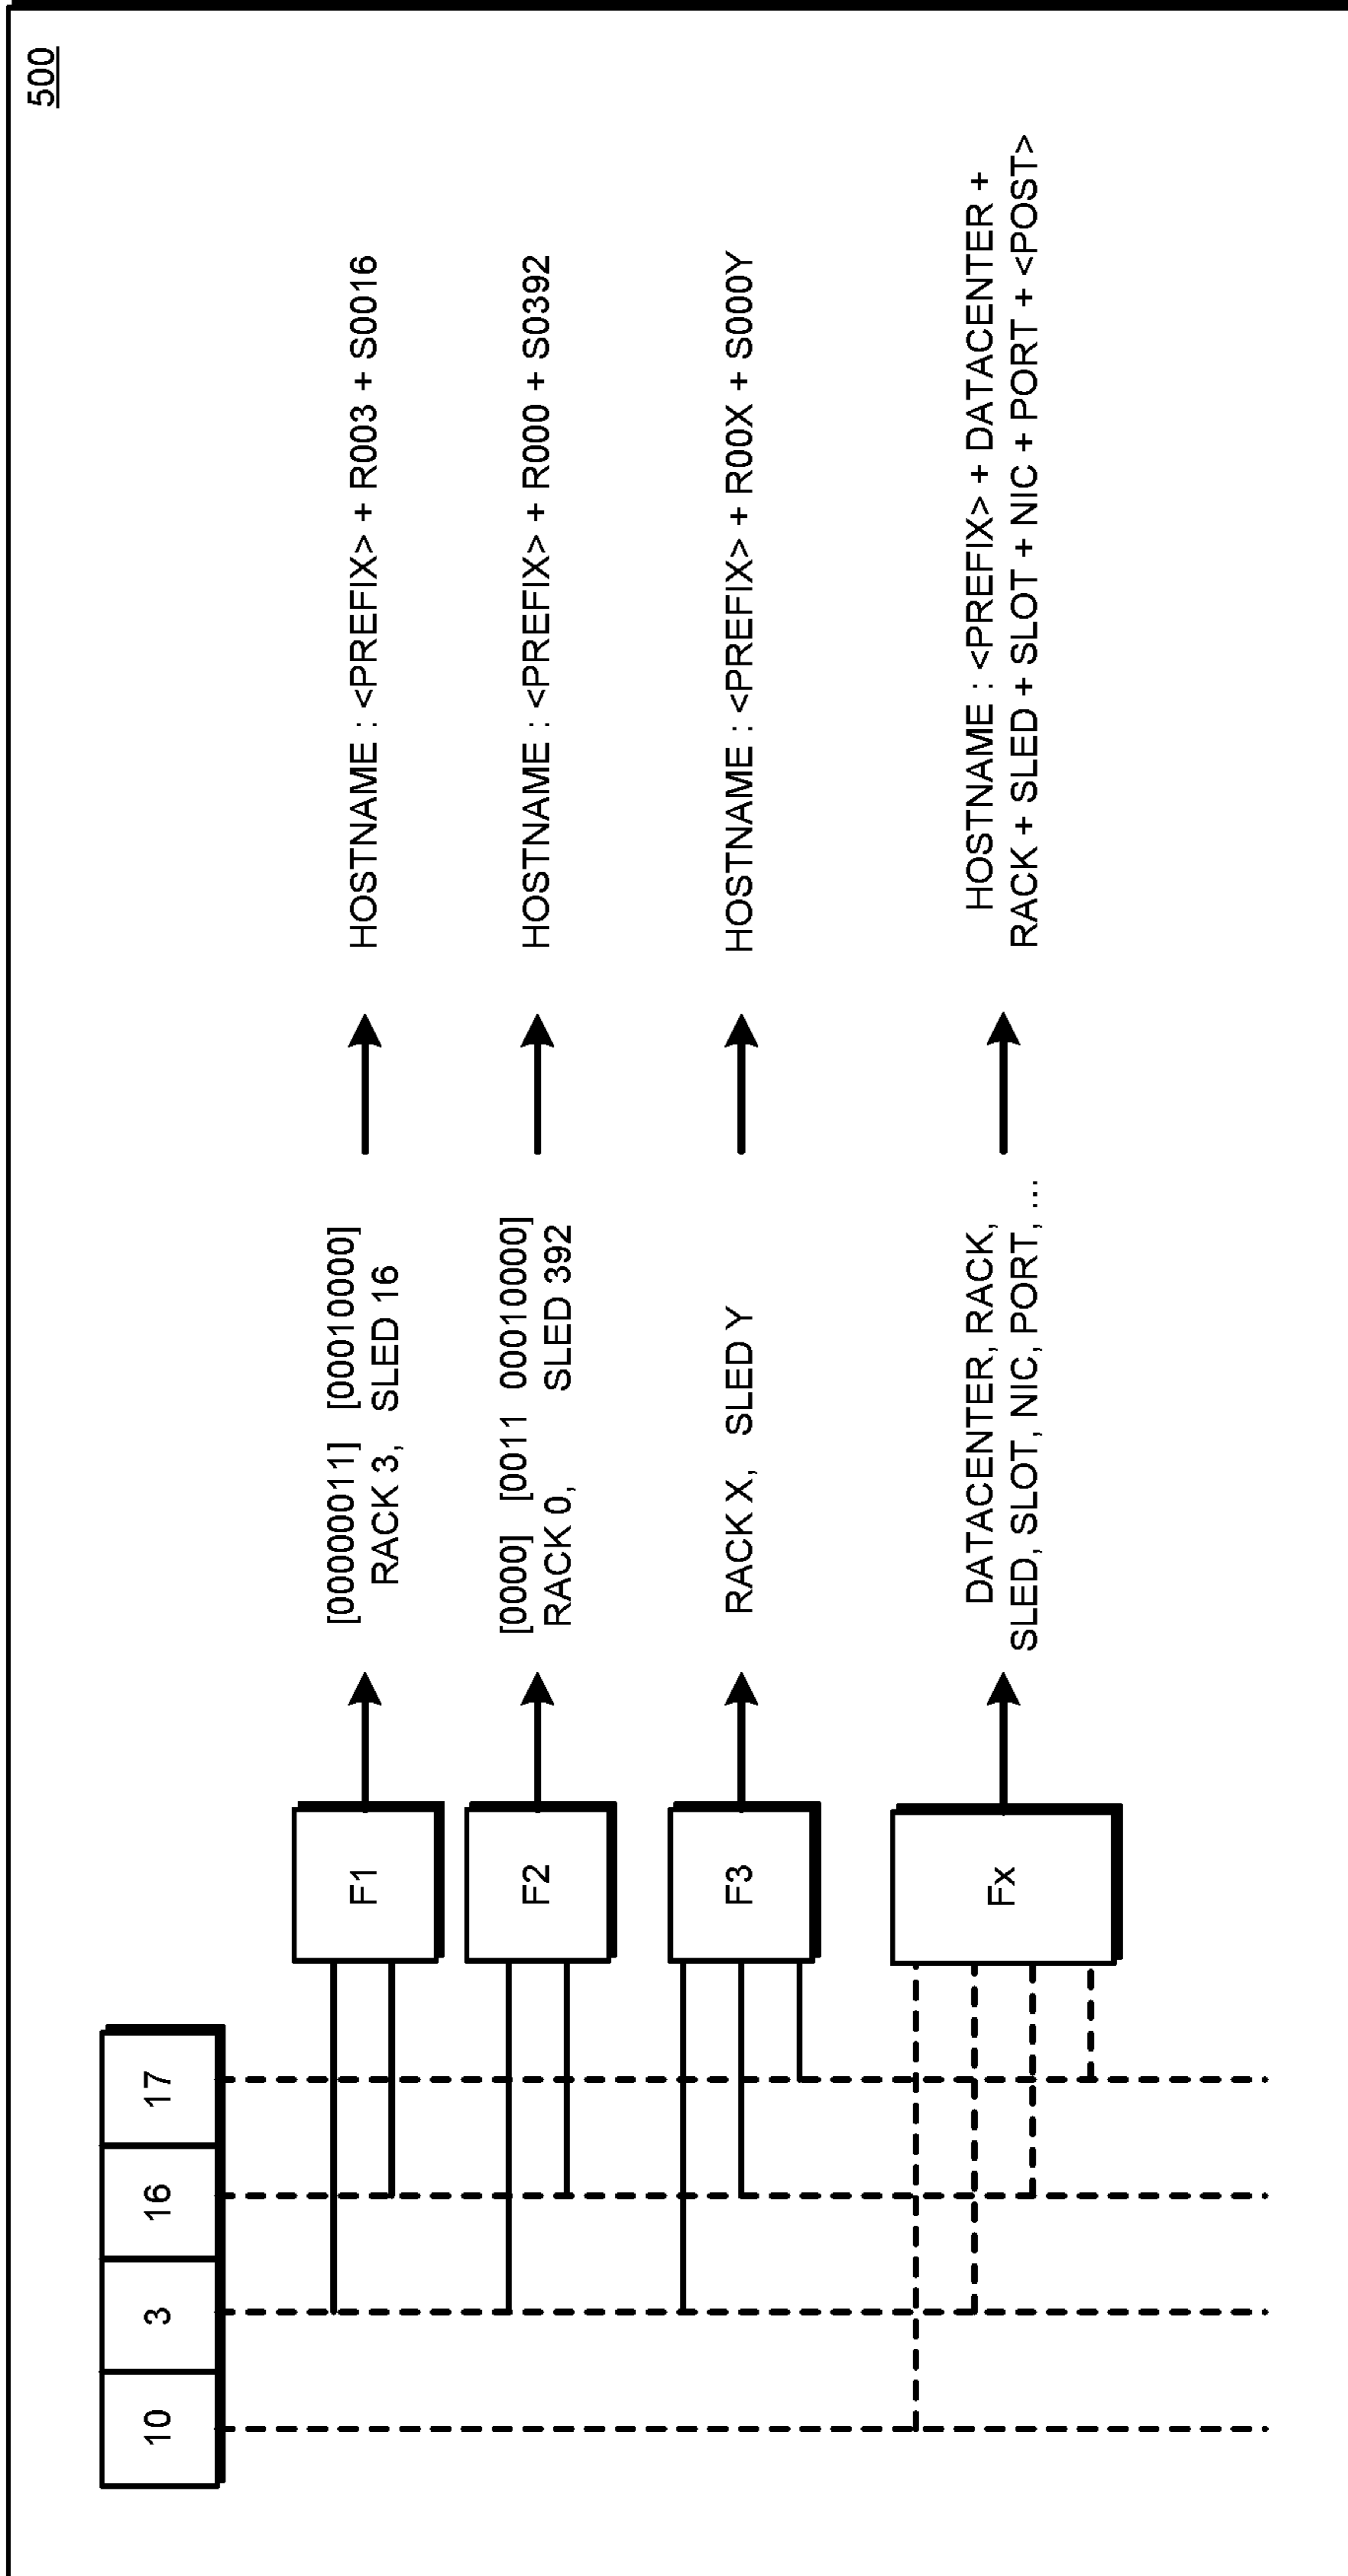 500
10 3 16 17
F1
[00000011] [00010000]
RACK 3, SLED 16
HOSTNAME : <PREFIX> + R003 + S0016
F2
[0000] [0011 00010000]
RACK 0, SLED 392
HOSTNAME : <PREFIX> + R000 + S0392
F3
RACK X, SLED Y
HOSTNAME : <PREFIX> + R00X + S000Y
Fx
DATACENTER, RACK,
SLED, SLOT, NIC, PORT, ...
HOSTNAME : <PREFIX> + DATACENTER +
RACK + SLED + SLOT + NIC + PORT + <POST>